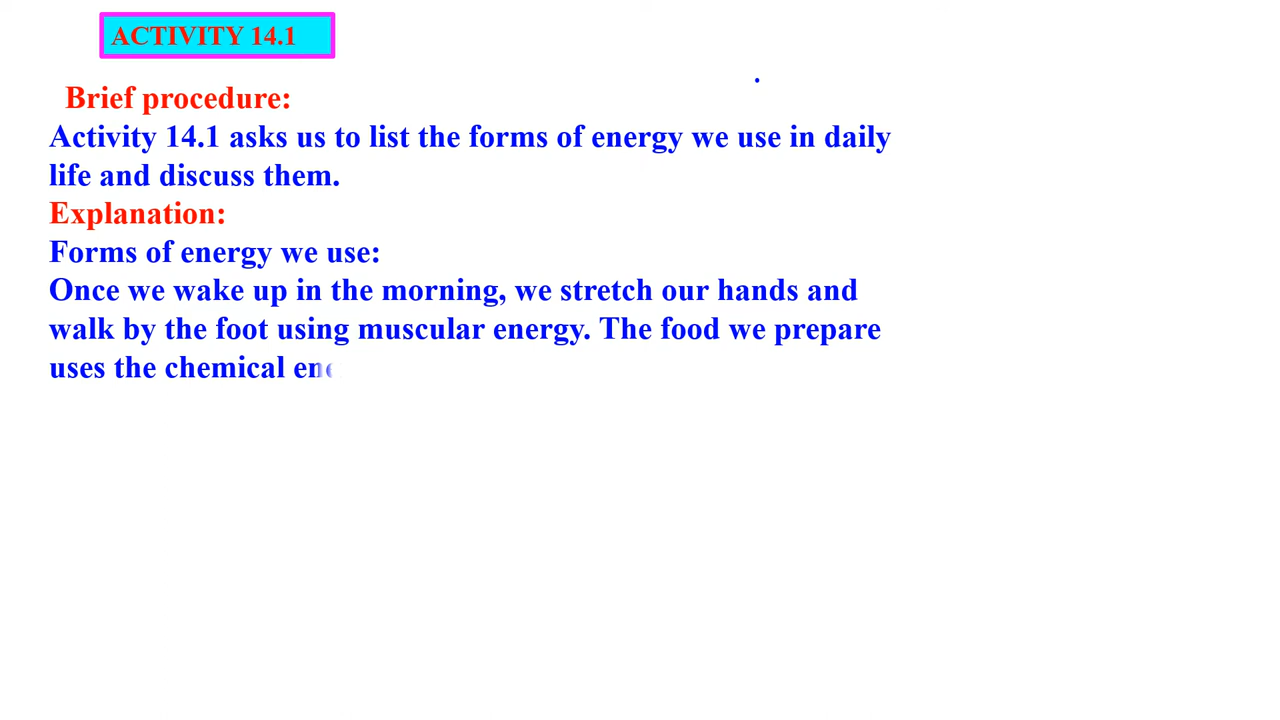 ACTIVITY 14.1
Brief procedure:
Activity 14.1 asks us to list the forms of energy we use in daily
life and discuss them.
Explanation:
Forms of energy we use:
Once we wake up in the morning, we stretch our hands and
walk by the foot using muscular energy. The food we prepare
uses the chemical